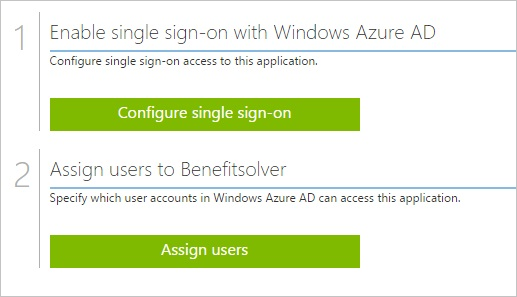 1
Enable single sign-on with Windows Azure AD
Configure single sign-on access to this application.
Configure single sign-on
2
Assign users to Benefitsolver
Specify which user accounts in Windows Azure AD can access this application.
Assign users